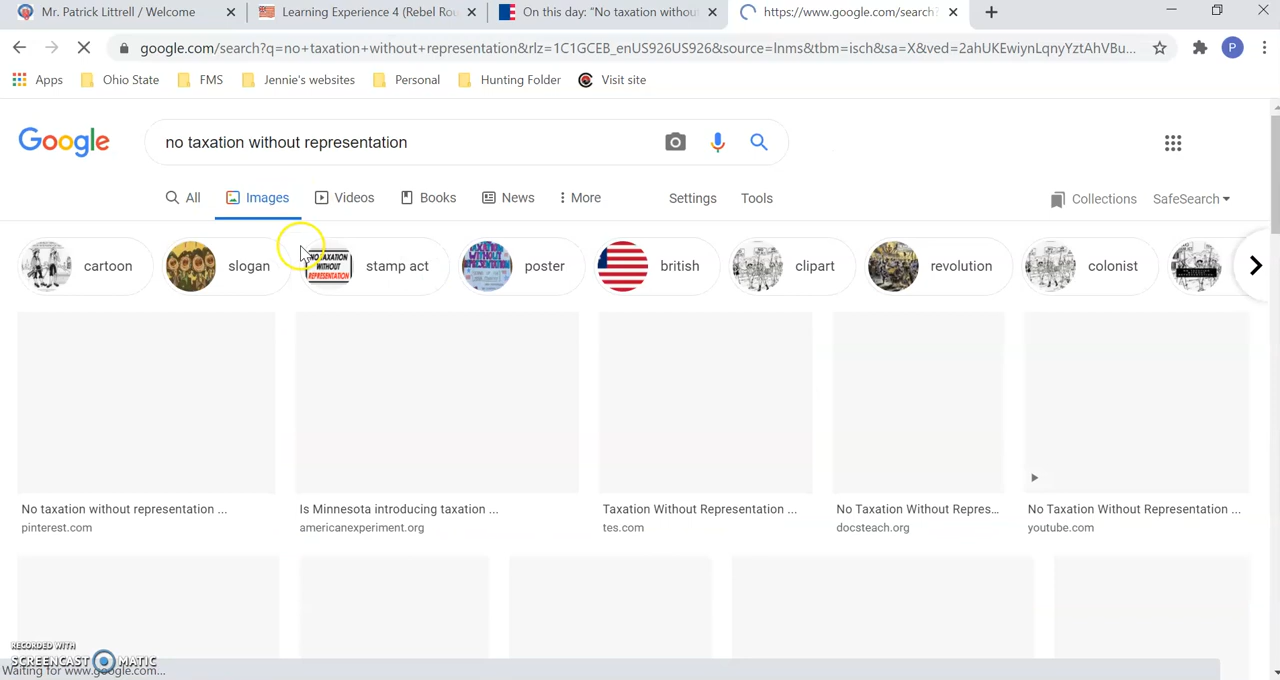 Mr. Patrick Littrell / Welcome
Learning Experience 4 (Rebel Rou
On this day: "No taxation withou
https://www.google.com/search?
google.com/search?q=no+taxation+without+representation&rlz=1C1GCEB_enUS926US926&source=lnms&tbm=isch&sa=X&ved=2ahUKEwiynLqnyYztAhVBu...
P
Apps Ohio State FMS Jennie's websites Personal Hunting Folder Visit site
Google
no taxation without representation
All Images Videos Books News More Settings Tools Collections SafeSearch
NO TAXATION
WITHOUT
REPRESENTATION
cartoon slogan stamp act poster british clipart revolution colonist
No taxation without representation ...
pinterest.com
Is Minnesota introducing taxation ...
americanexperiment.org
Taxation Without Representation ...
tes.com
No Taxation Without Repres...
docsteach.org
No Taxation Without Representation ...
youtube.com
RECORDED WITH
SCREENCAST MATIC
Waiting for www.google.com...